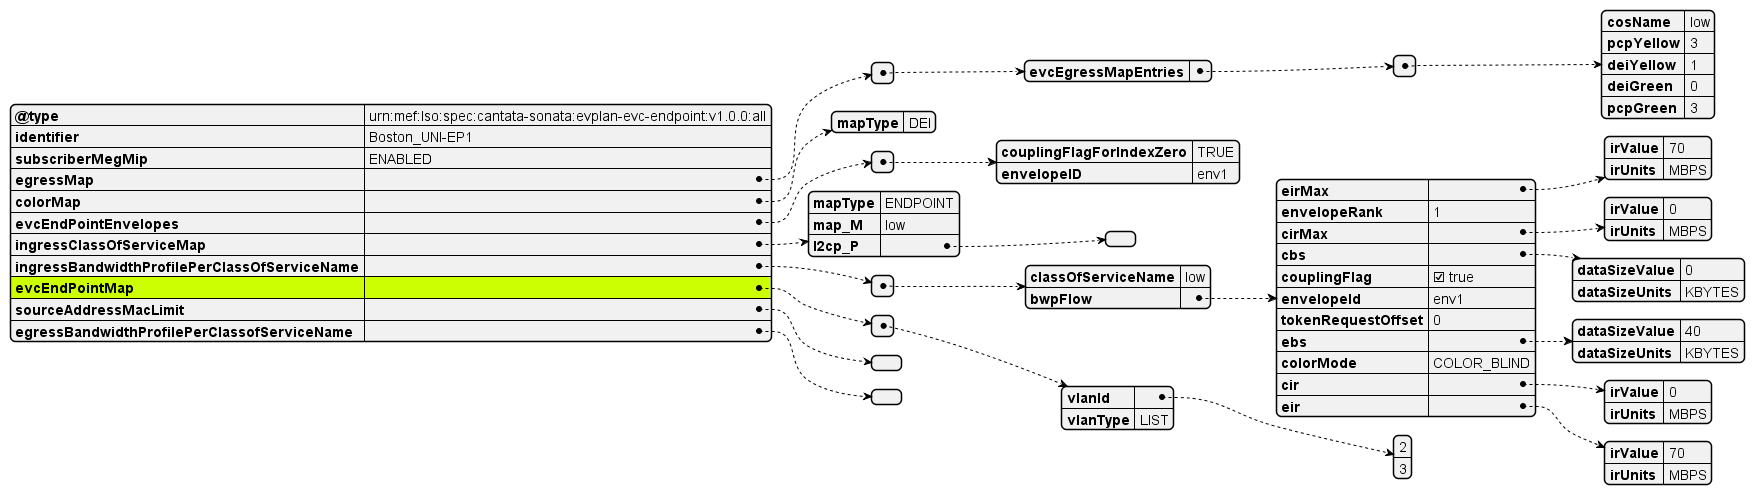 @type urn:mef:lso:spec:cantata-sonata:evplan-evc-endpoint:v1.0.0:all
identifier Boston_UNI-EP1
subscriberMegMip ENABLED
egressMap
colorMap
evcEndPointEnvelopes
ingressClassOfServiceMap
ingressBandwidthProfilePerClassOfServiceName
evcEndPointMap
sourceAddressMacLimit
egressBandwidthProfilePerClassofServiceName
evcEgressMapEntries
cosName low
pcpYellow 3
deiYellow 1
deiGreen 0
pcpGreen 3
mapType DEI
couplingFlagForIndexZero TRUE
envelopeID env1
mapType ENDPOINT
map_M low
l2cp_P
classOfServiceName low
bwpFlow
eirMax
envelopeRank 1
cirMax
cbs
couplingFlag ☑ true
envelopeId env1
tokenRequestOffset 0
ebs
colorMode COLOR_BLIND
cir
eir
irValue 70
irUnits MBPS
irValue 0
irUnits MBPS
dataSizeValue 0
dataSizeUnits KBYTES
dataSizeValue 40
dataSizeUnits KBYTES
irValue 0
irUnits MBPS
irValue 70
irUnits MBPS
vlanId
vlanType LIST
2
3